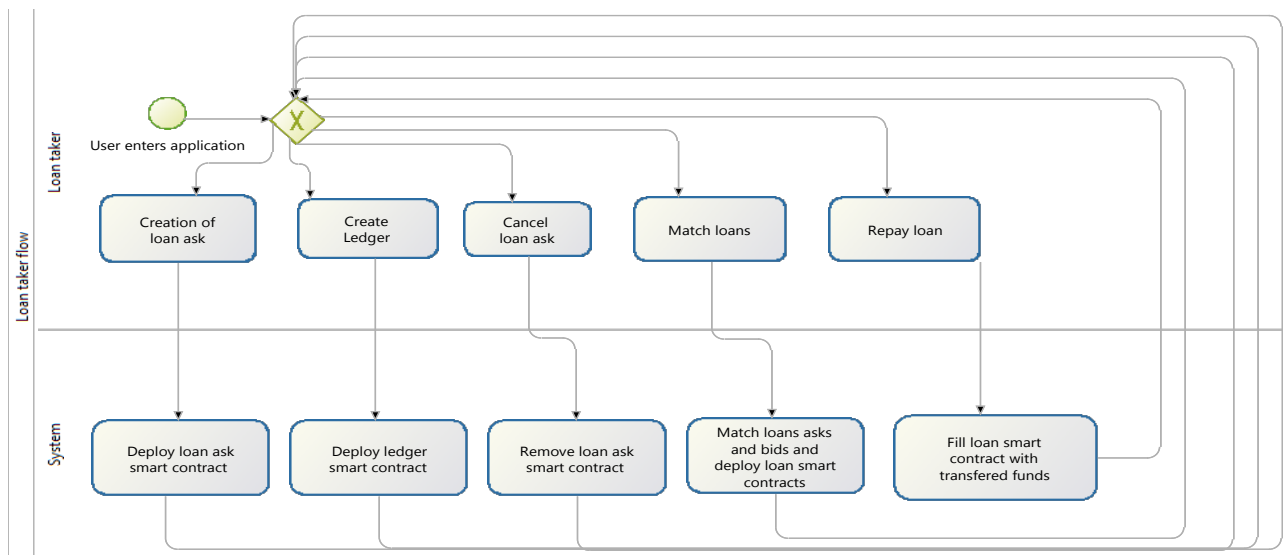 Loan taker flow
Loan taker
User enters application
X
Creation of
loan ask
Create
Ledger
Cancel
loan ask
Match loans
Repay loan
System
Deploy loan ask
smart contract
Deploy ledger
smart contract
Remove loan ask
smart contract
Match loans asks
and bids and
deploy loan smart
contracts
Fill loan smart
contract with
transfered funds